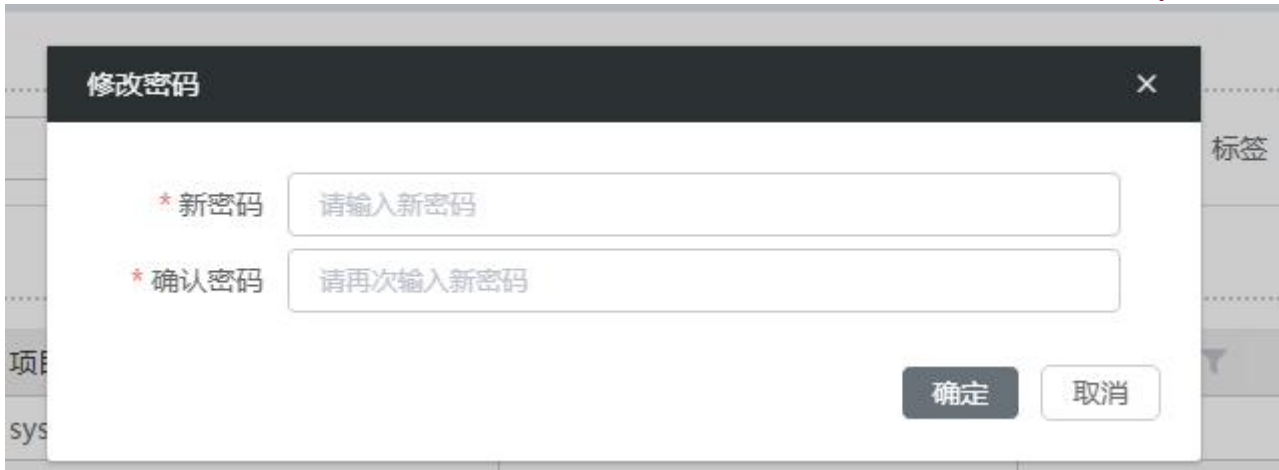 修改密码 ×
标签
* 新密码 请输入新密码
* 确认密码 请再次输入新密码
项目
确定 取消
sys